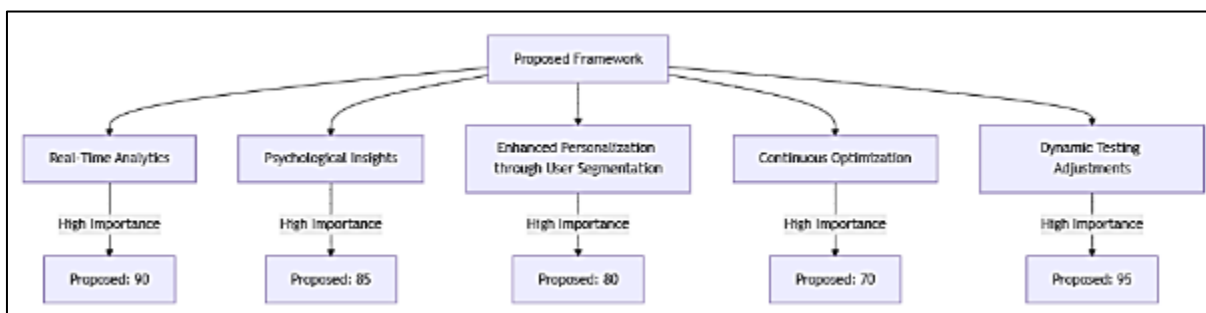 Proposed Framework
Real-Time Analytics
Psychological Insights
Enhanced Personalization
through User Segmentation
Continuous Optimization
Dynamic Testing
Adjustments
High Importance
High Importance
High Importance
High Importance
High Importance
Proposed: 90
Proposed: 85
Proposed: 80
Proposed: 70
Proposed: 95